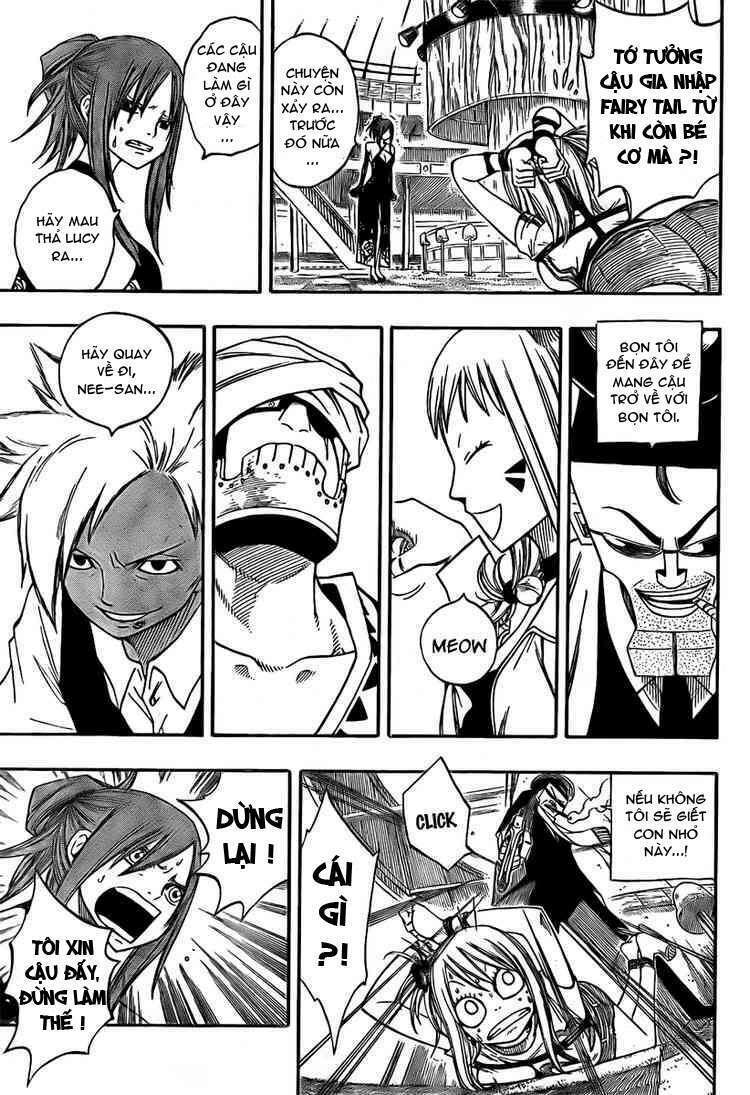 TỚ TƯỞNG
CẬU GIA NHẬP
FAIRY TAIL TỪ
KHI CÒN BÉ
CƠ MÀ ?!
CHUYỆN
NÀY CÒN
XẢY RA...
TRƯỚC
ĐÓ NỮA
...
CÁC CẬU
ĐANG
LÀM GÌ
Ở ĐÂY
VẬY
...
HÃY MAU
THẢ LUCY
RA...
BỌN TÔI
ĐẾN ĐÂY ĐỂ
MANG CẬU
TRỞ VỀ VỚI
BỌN TÔI.
MEOW
HÃY QUAY
VỀ ĐI,
NEE-SAN...
NẾU KHÔNG
TÔI SẼ GIẾT
CON NHỎ
NÀY...!
CLICK
CÁI
GÌ
?!
DỪNG
LẠI !
TÔI XIN
CẬU ĐẤY,
ĐỪNG LÀM
THẾ !